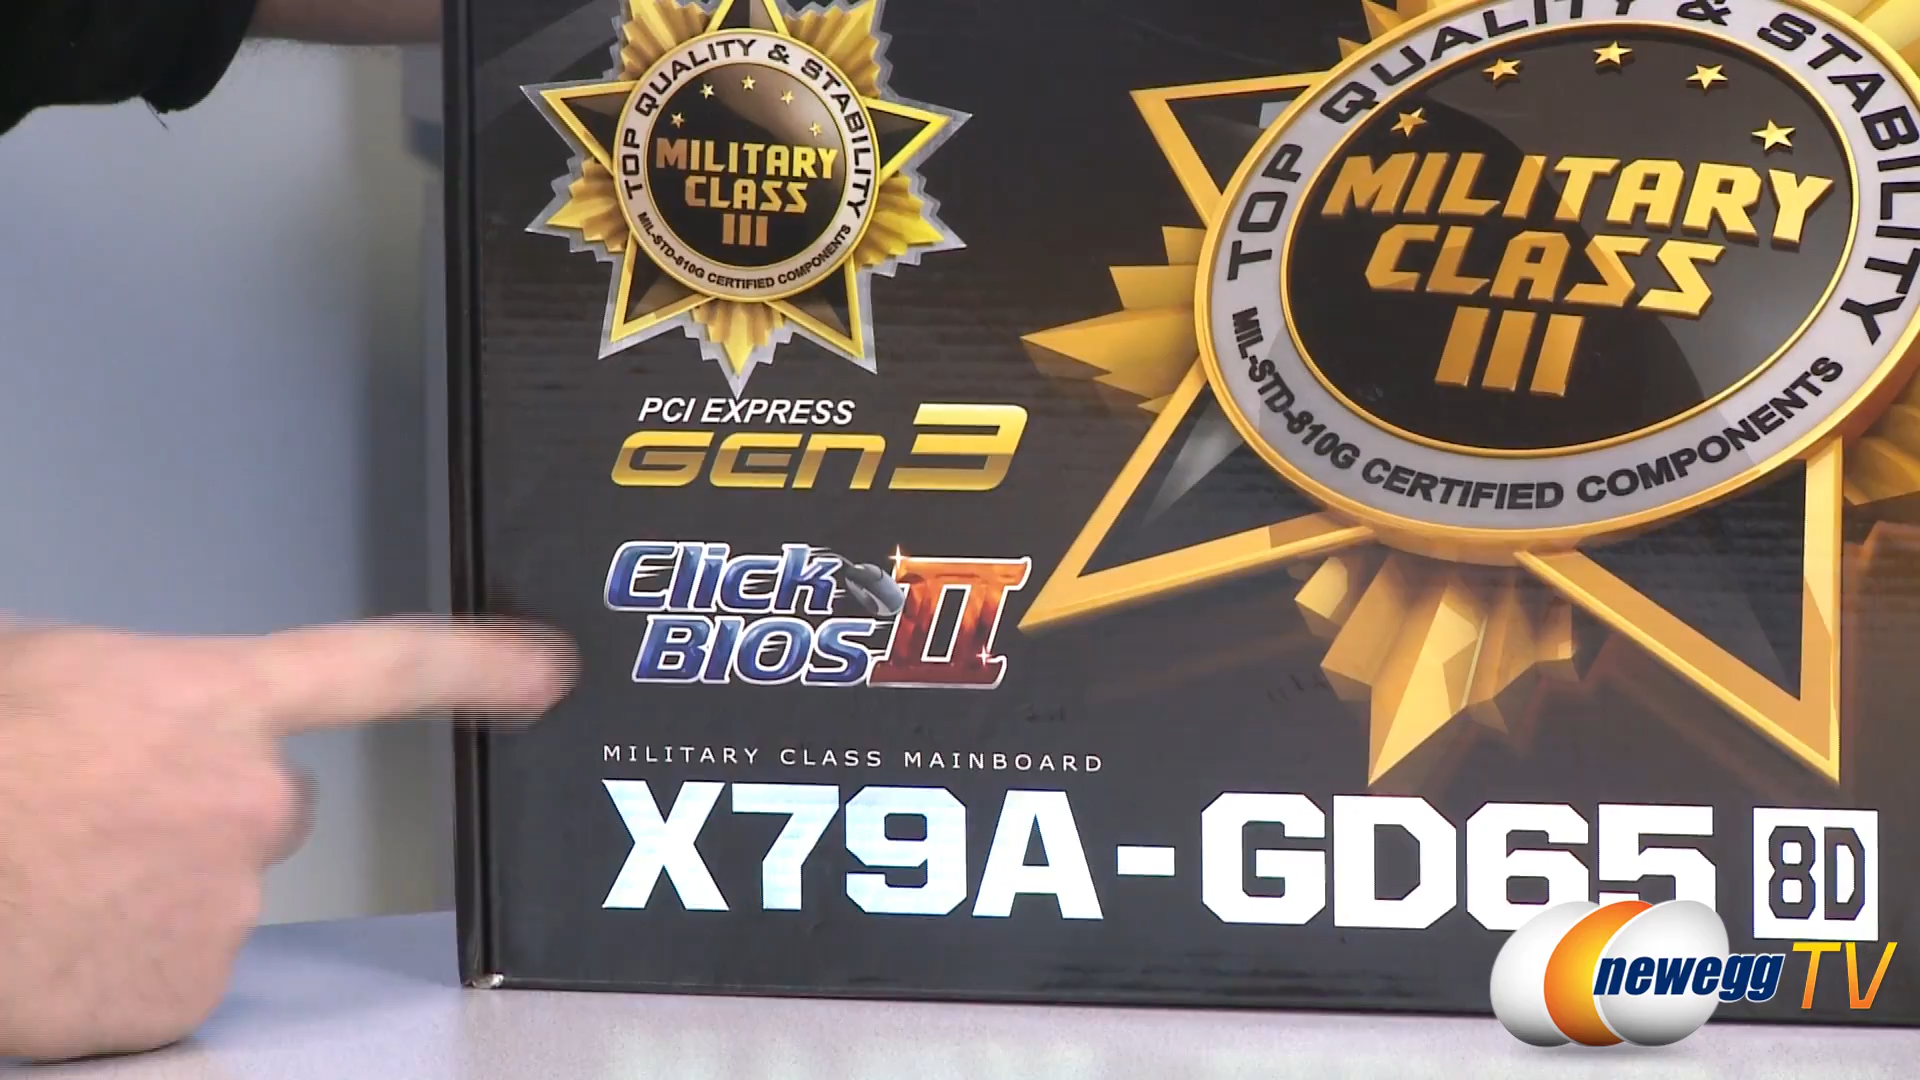 TOP QUALITY & STABILITY
MILITARY
CLASS
III
MIL-STD-810G CERTIFIED COMPONENTS
TOP QUALITY & STABILITY
MILITARY
CLASS
III
MIL-STD-810G CERTIFIED COMPONENTS
PCI EXPRESS
GEN3
Click
BIOS II
MILITARY CLASS MAINBOARD
X79A-GD65 8D
newegg TV